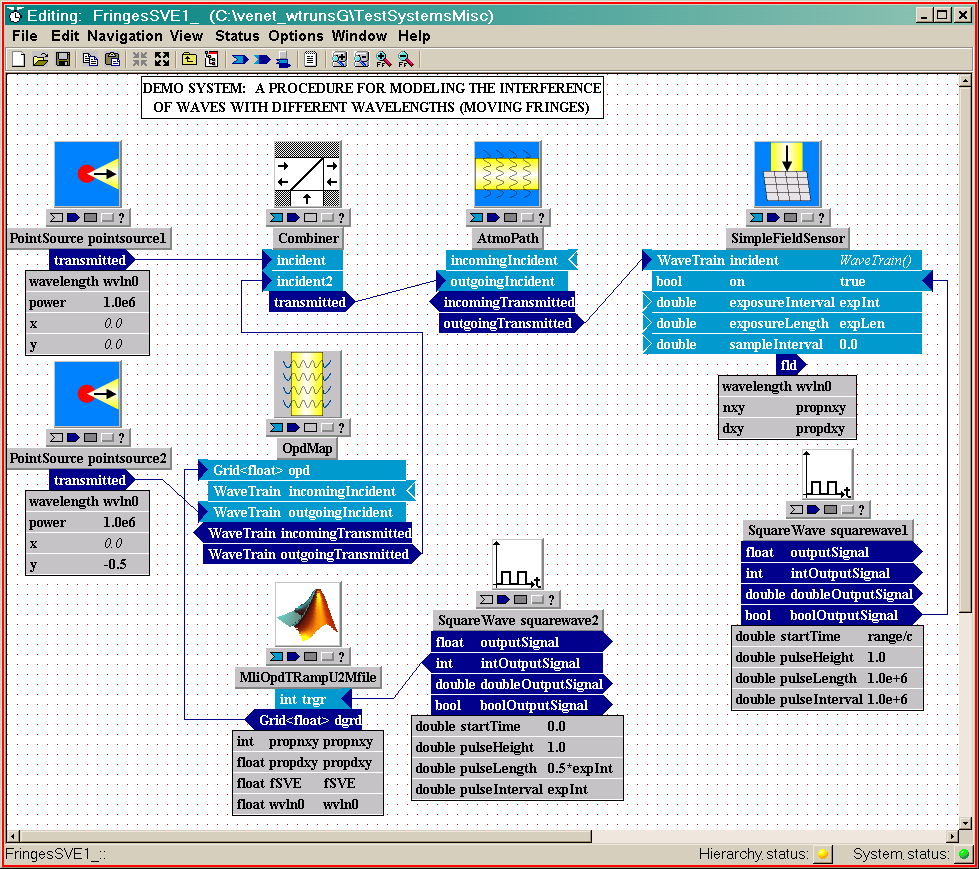 Editing: FringesSVE1_ (C:\venet_wtrunsG\TestSystemsMisc)
File Edit Navigation View Status Options Window Help
DEMO SYSTEM: A PROCEDURE FOR MODELING THE INTERFERENCE
OF WAVES WITH DIFFERENT WAVELENGTHS (MOVING FRINGES)
?
PointSource pointsource1
transmitted
wavelength wvln0
power 1.0e6
x 0.0
y 0.0
?
Combiner
incident
incident2
transmitted
?
AtmoPath
incomingIncident
outgoingIncident
incomingTransmitted
outgoingTransmitted
?
SimpleFieldSensor
WaveTrain incident WaveTrain()
bool on true
double exposureInterval expInt
double exposureLength expLen
double sampleInterval 0.0
fld
wavelength wvln0
nxy propnxy
dxy propdxy
?
PointSource pointsource2
transmitted
wavelength wvln0
power 1.0e6
x 0.0
y -0.5
?
OpdMap
Grid<float> opd
WaveTrain incomingIncident
WaveTrain outgoingIncident
WaveTrain incomingTransmitted
WaveTrain outgoingTransmitted
t
?
SquareWave squarewave1
float outputSignal
int intOutputSignal
double doubleOutputSignal
bool boolOutputSignal
double startTime range/c
double pulseHeight 1.0
double pulseLength 1.0e+6
double pulseInterval 1.0e+6
?
MliOpdTRampU2Mfile
int trgr
Grid<float> dgrd
int propnxy propnxy
float propdxy propdxy
float fSVE fSVE
float wvln0 wvln0
t
?
SquareWave squarewave2
float outputSignal
int intOutputSignal
double doubleOutputSignal
bool boolOutputSignal
double startTime 0.0
double pulseHeight 1.0
double pulseLength 0.5*expInt
double pulseInterval expInt
FringesSVE1_:: Hierarchy status: System status: